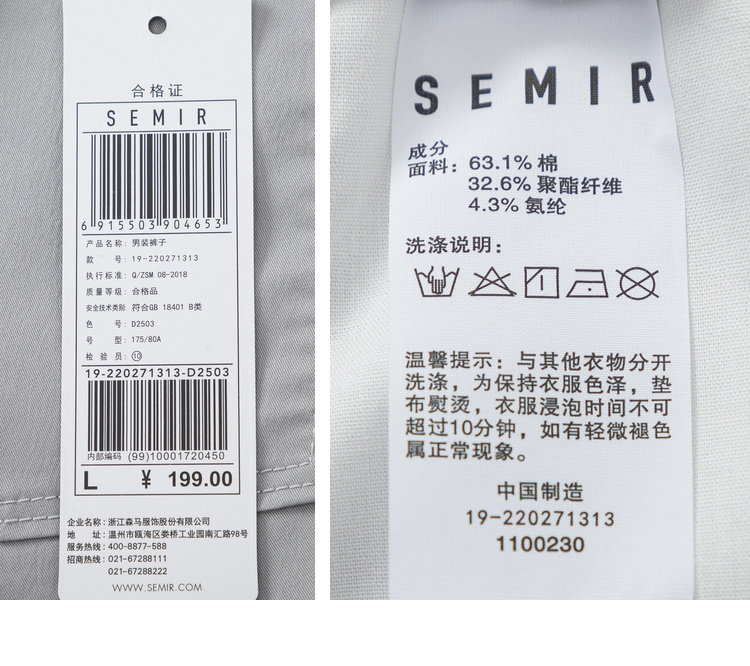 合格证
SEMIR
6 915503 904653
产品名称: 男装裤子
款 号: 19-220271313
执行标准: Q/ZSM 08-2018
质量等级: 合格品
安全技术类别: 符合GB 18401 B类
色 号: D2503
号 型: 175/80A
检 验 员: ⑩
19-220271313-D2503
内部编码 (99)10001720450
L ¥ 199.00
企业名称: 浙江森马服饰股份有限公司
地 址: 温州市瓯海区娄桥工业园南汇路98号
服务热线: 400-8877-588
招商热线: 021-67288111
021-67288222
WWW.SEMIR.COM
SEMIR
成分
面料: 63.1% 棉
32.6% 聚酯纤维
4.3% 氨纶
洗涤说明:
温馨提示: 与其他衣物分开
洗涤，为保持衣服色泽，垫
布熨烫，衣服浸泡时间不可
超过10分钟，如有轻微褪色
属正常现象。
中国制造
19-220271313
1100230